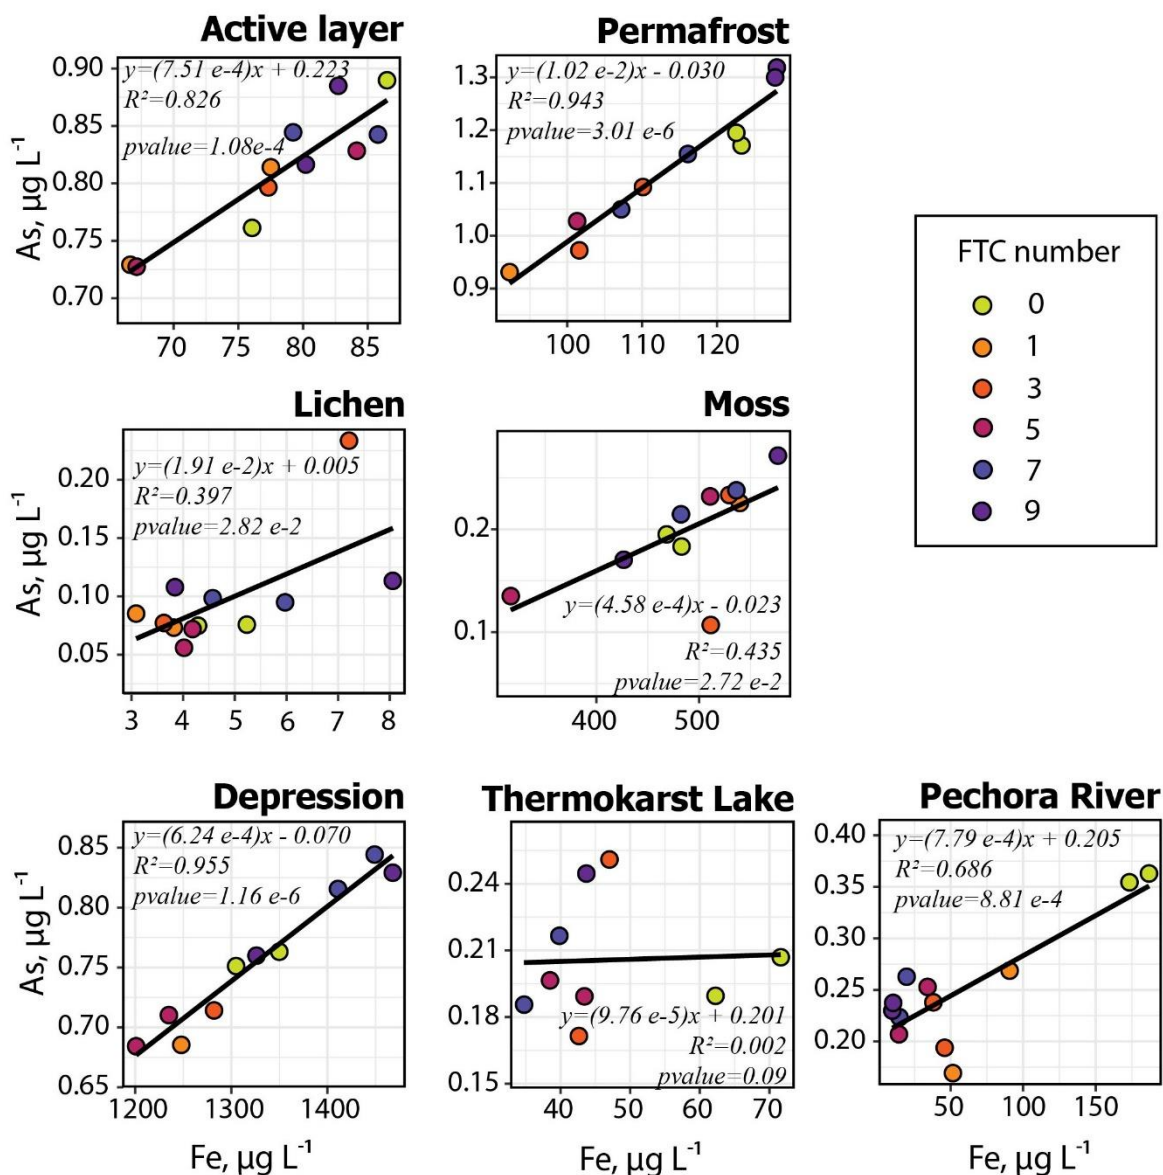 Active layer
y=(7.51 e-4)x + 0.223
R²=0.826
pvalue=1.08e-4
As, µg L⁻¹
0.90
0.85
0.80
0.75
0.70
70 75 80 85
Permafrost
y=(1.02 e-2)x - 0.030
R²=0.943
pvalue=3.01 e-6
1.3
1.2
1.1
1.0
0.9
100 110 120
FTC number
0
1
3
5
7
9
Lichen
y=(1.91 e-2)x + 0.005
R²=0.397
pvalue=2.82 e-2
As, µg L⁻¹
0.20
0.15
0.10
0.05
3 4 5 6 7 8
Moss
0.2
0.1
y=(4.58 e-4)x - 0.023
R²=0.435
pvalue=2.72 e-2
400 500
Depression
y=(6.24 e-4)x - 0.070
R²=0.955
pvalue=1.16 e-6
As, µg L⁻¹
0.85
0.80
0.75
0.70
0.65
1200 1300 1400
Fe, µg L⁻¹
Thermokarst Lake
0.24
0.21
0.18
0.15
y=(9.76 e-5)x + 0.201
R²=0.002
pvalue=0.09
40 50 60 70
Fe, µg L⁻¹
Pechora River
y=(7.79 e-4)x + 0.205
R²=0.686
pvalue=8.81 e-4
0.40
0.35
0.30
0.25
0.20
50 100 150
Fe, µg L⁻¹